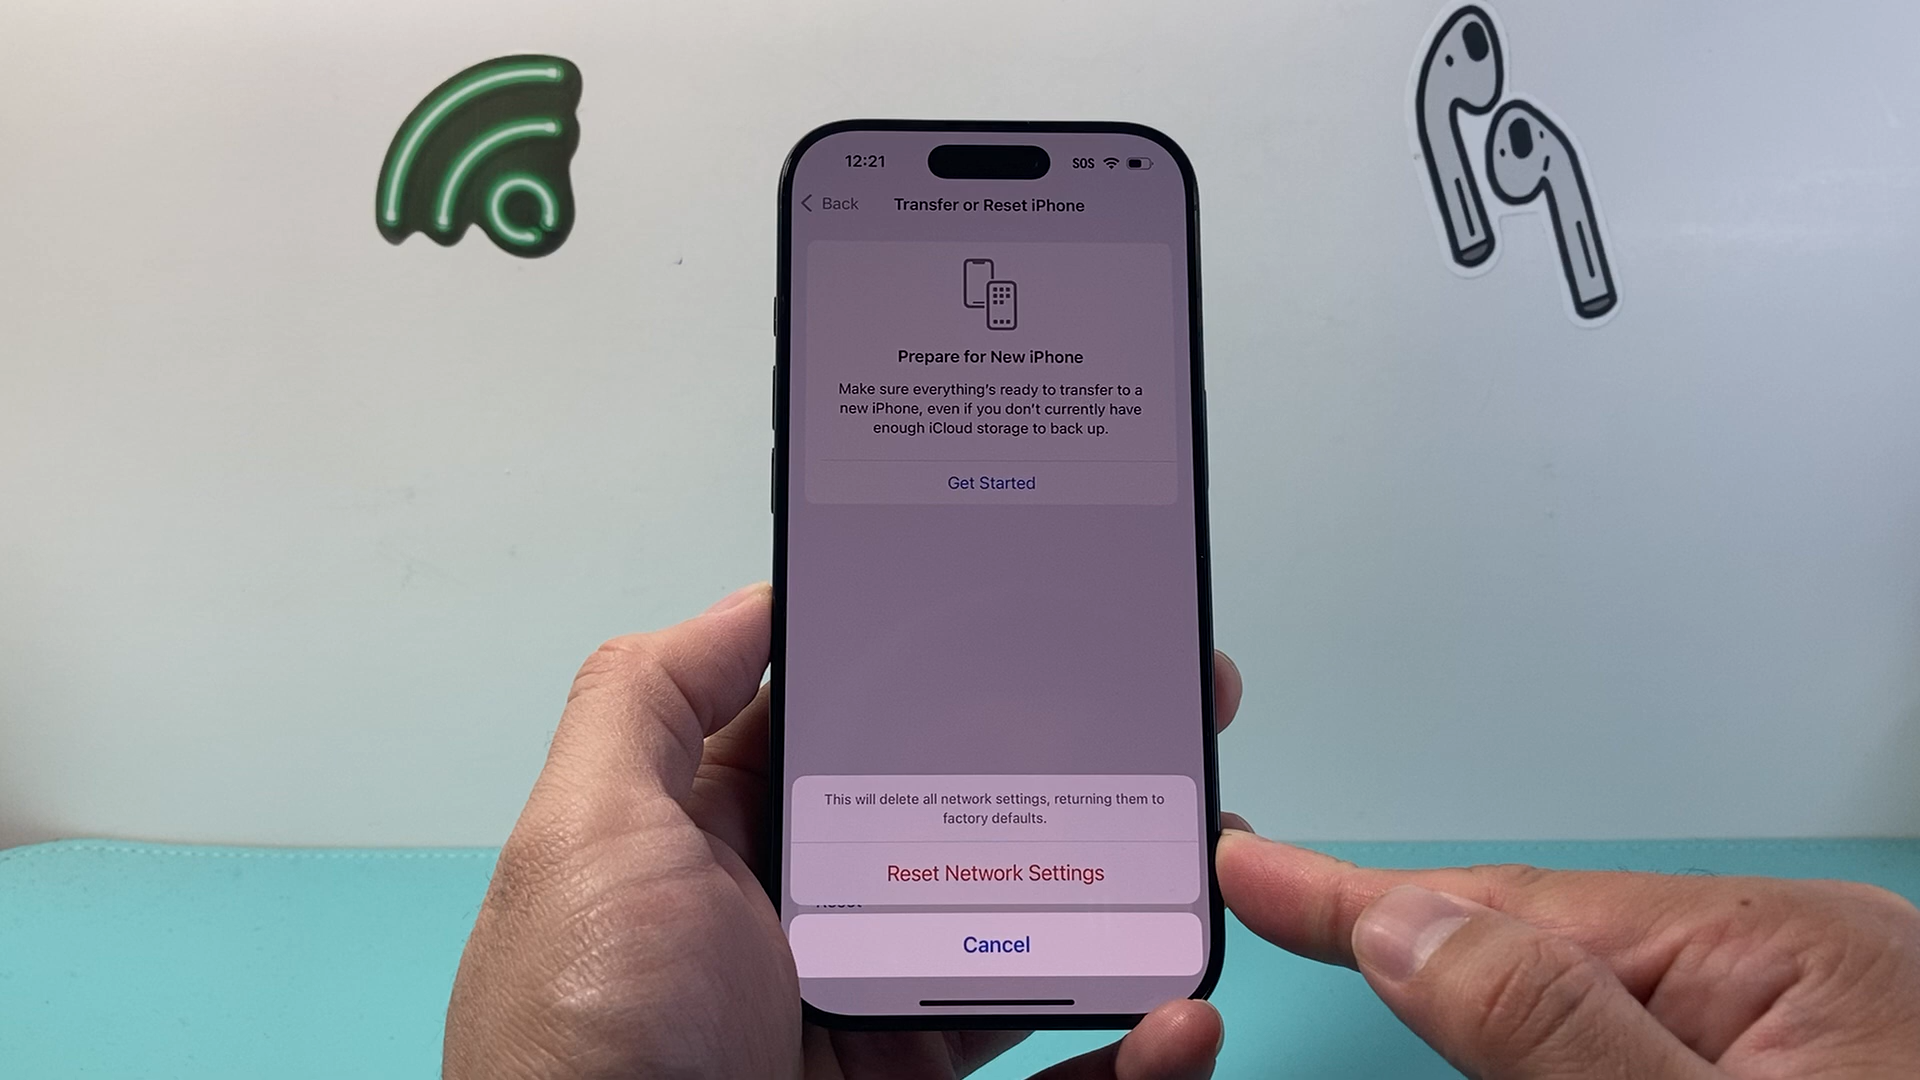 12:21
SOS
Back
Transfer or Reset iPhone
Prepare for New iPhone
Make sure everything's ready to transfer to a
new iPhone, even if you don't currently have
enough iCloud storage to back up.
Get Started
This will delete all network settings, returning them to
factory defaults.
Reset Network Settings
Reset
Cancel